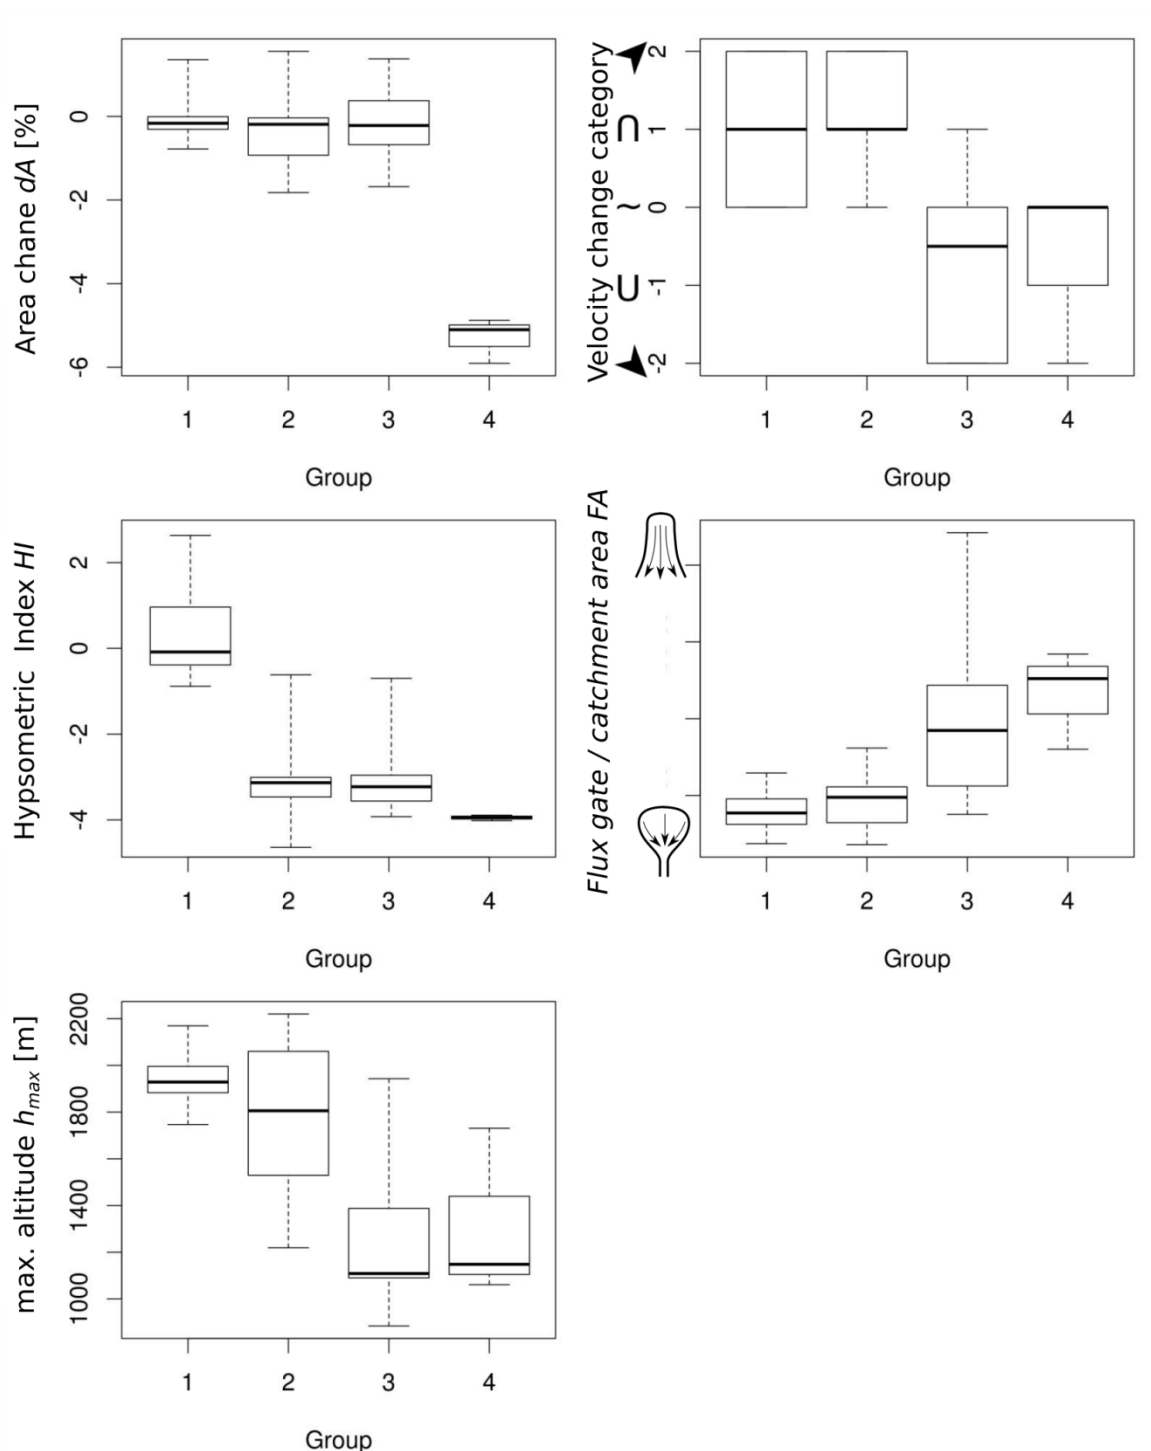 Area chane dA [%]
0
-2
-4
-6
1 2 3 4
Group
Velocity change category
2
∩ 1
~ 0
U -1
-2
1 2 3 4
Group
Hypsometric Index HI
2
0
-2
-4
1 2 3 4
Group
Flux gate / catchment area FA
1 2 3 4
Group
max. altitude hmax [m]
2200
1800
1400
1000
1 2 3 4
Group